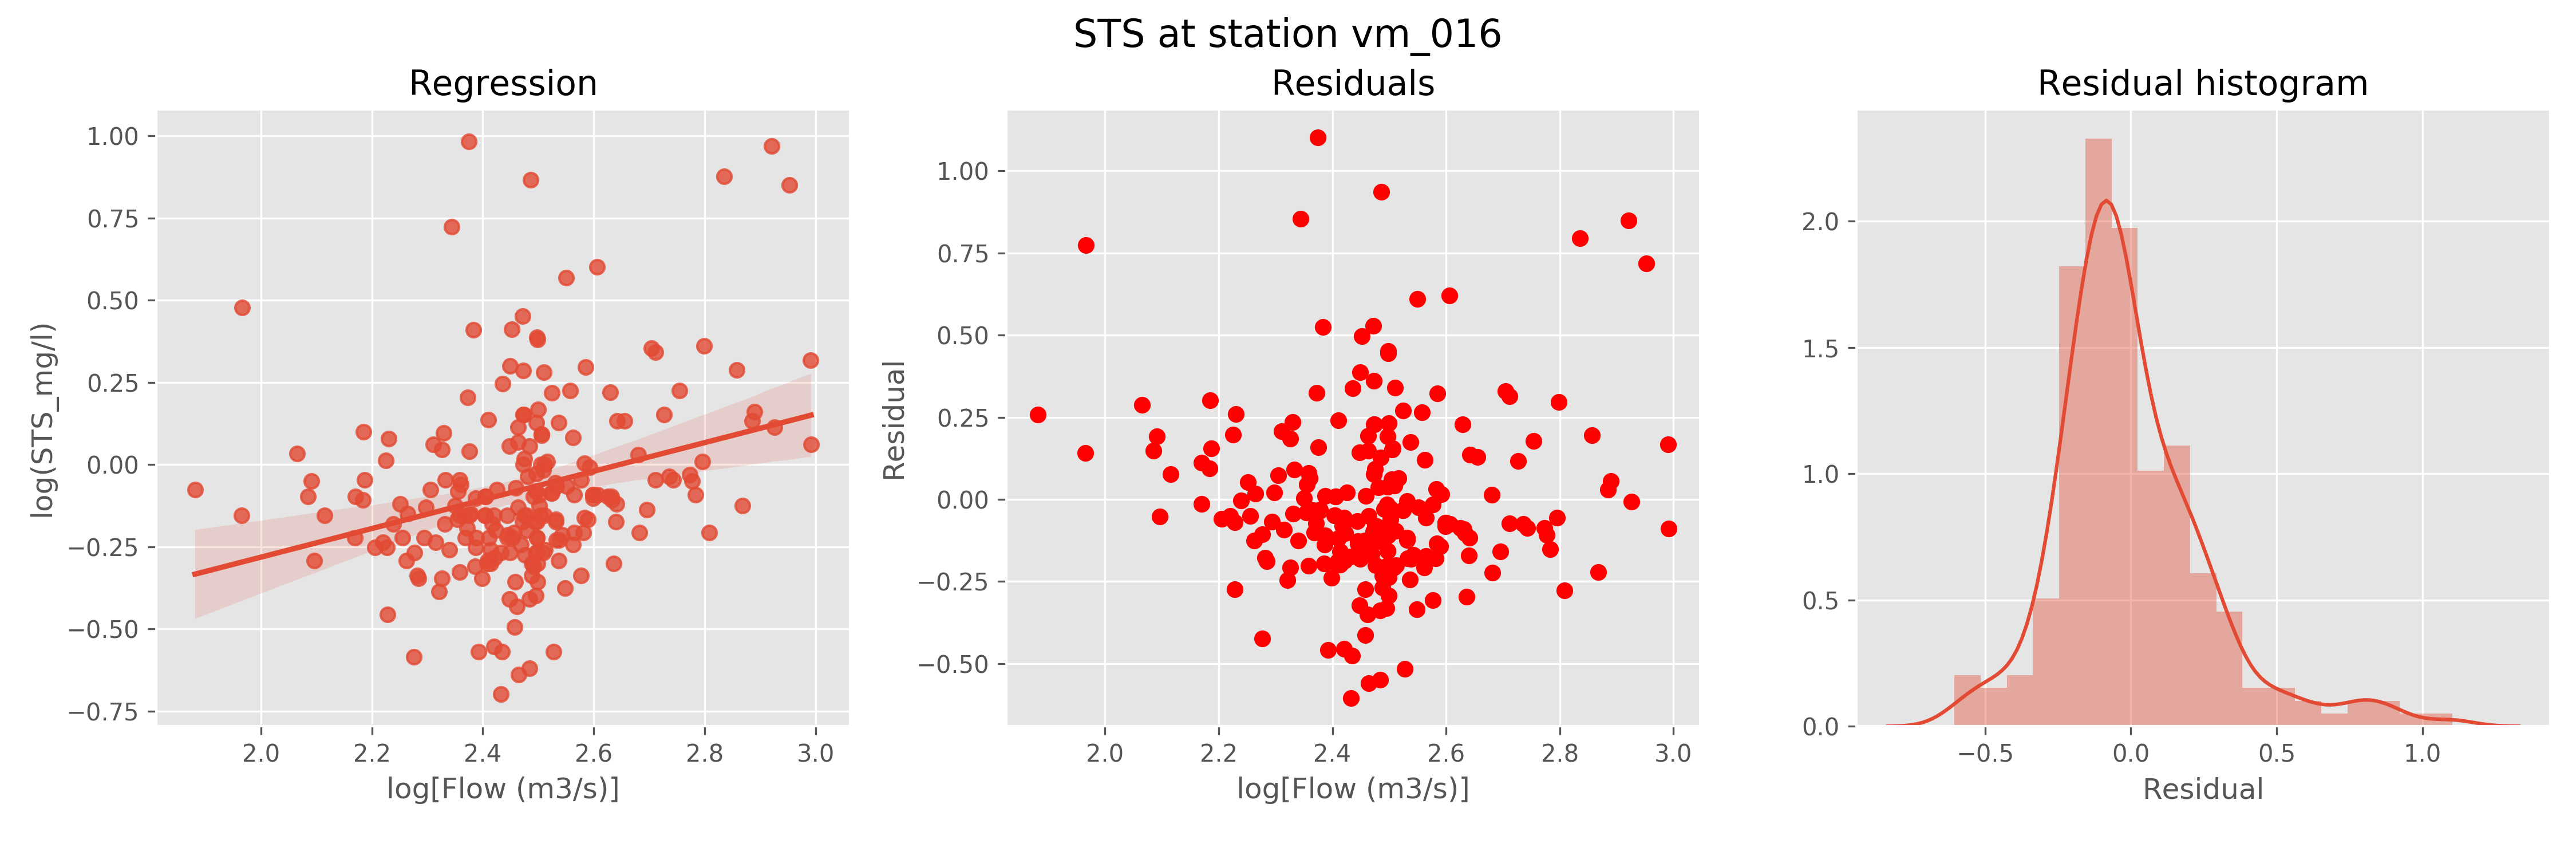 STS at station vm_016
Regression
1.00
0.75
0.50
0.25
0.00
−0.25
−0.50
−0.75
log(STS_mg/l)
2.0 2.2 2.4 2.6 2.8 3.0
log[Flow (m3/s)]
Residuals
1.00
0.75
0.50
0.25
0.00
−0.25
−0.50
Residual
2.0 2.2 2.4 2.6 2.8 3.0
log[Flow (m3/s)]
Residual histogram
2.0
1.5
1.0
0.5
0.0
−0.5 0.0 0.5 1.0
Residual